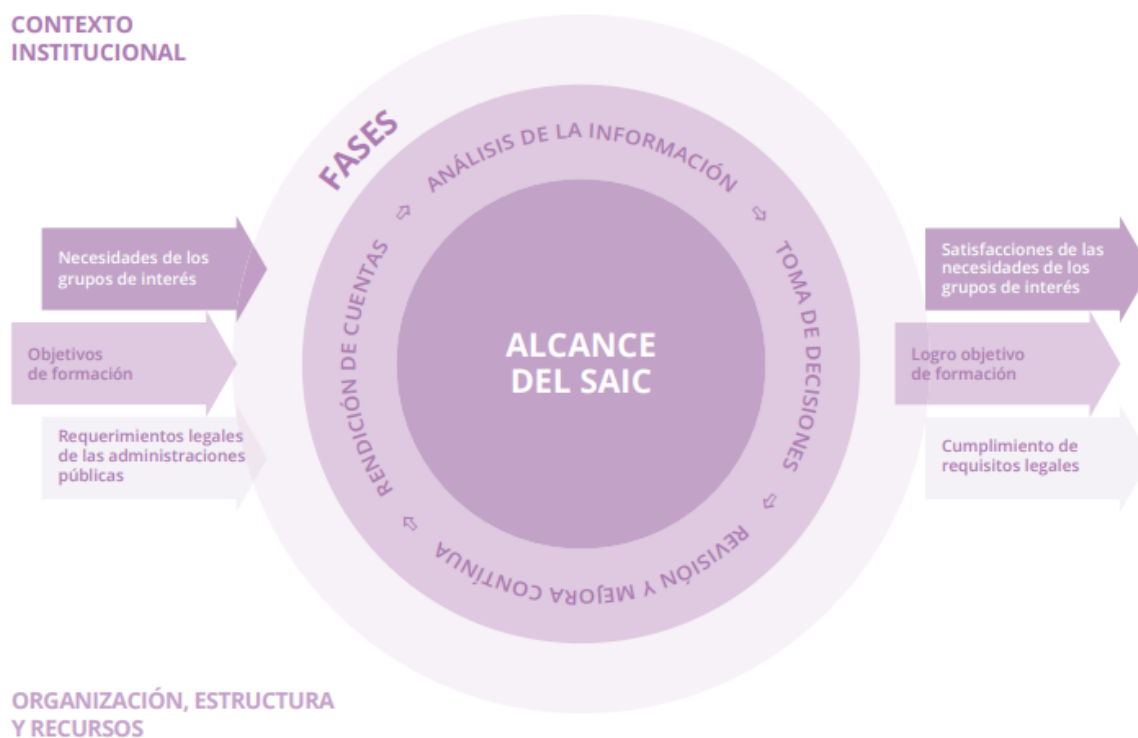 CONTEXTO
INSTITUCIONAL
FASES
ANÁLISIS DE LA INFORMACIÓN
TOMA DE DECISIONES
REVISIÓN Y MEJORA CONTÍNUA
RENDICIÓN DE CUENTAS
Necesidades de los
grupos de interés
Objetivos
de formación
Requerimientos legales
de las administraciones
públicas
ALCANCE
DEL SAIC
Satisfacciones de las
necesidades de los
grupos de interés
Logro objetivo
de formación
Cumplimiento de
requisitos legales
ORGANIZACIÓN, ESTRUCTURA
Y RECURSOS